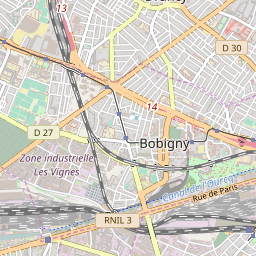 13
D 30
14
D 27
Bobigny
Zone industrielle
Les Vignes
Canal de l'Ourcq
Rue de Paris
RNIL 3